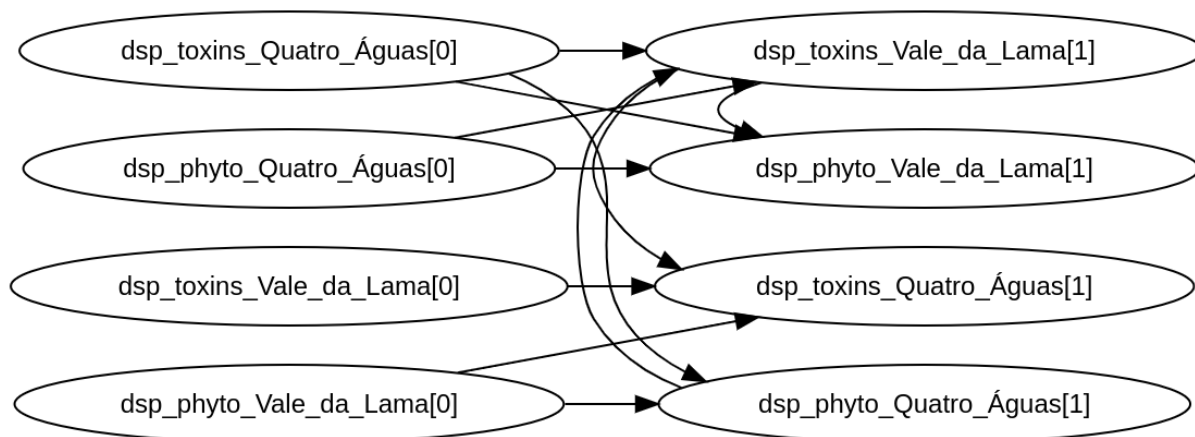 dsp_toxins_Quatro_Águas[0]
dsp_toxins_Vale_da_Lama[1]
dsp_phyto_Quatro_Águas[0]
dsp_phyto_Vale_da_Lama[1]
dsp_toxins_Vale_da_Lama[0]
dsp_toxins_Quatro_Águas[1]
dsp_phyto_Vale_da_Lama[0]
dsp_phyto_Quatro_Águas[1]